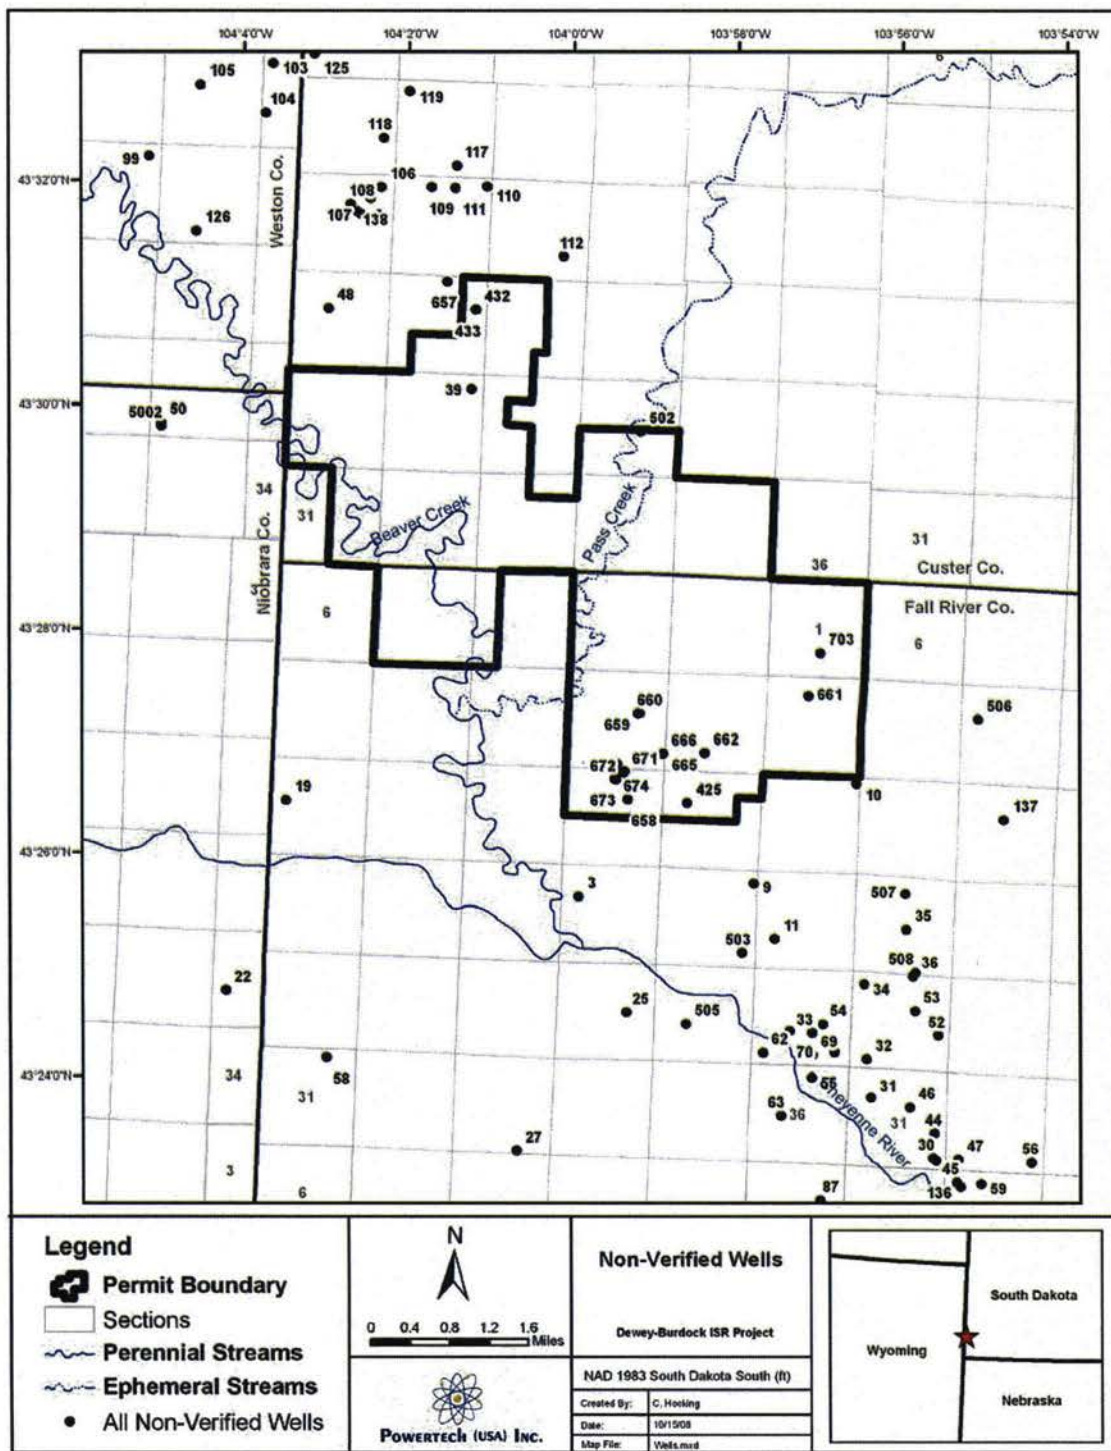 104°4'0"W 104°2'0"W 104°0'0"W 103°58'0"W 103°56'0"W 103°54'0"W
105 103 125
119
104
118
99 117
43°32'0"N
106
108 110
107 138 109 111
126
Weston Co.
112
48 657 432
433
39
43°30'0"N
5002 50
502
34
31
Beaver Creek
Pass Creek
Niobrara Co.
31
36 Custer Co.
Fall River Co.
6
1 703 6
43°28'0"N
661
660
659
506
666 662
672 671 665
674
673 425
658
19
10
137
43°26'0"N
3
9
507
35
503 11
508 36
22
34
25 505
53
33 54
52
62 69
70 32
43°24'0"N
58
34
31
55
31 46
63 36
Cheyenne River
31 44
27
30 47 56
45
3
6
87 136 59
Legend
Permit Boundary
Sections
Perennial Streams
Ephemeral Streams
All Non-Verified Wells
N
0 0.4 0.8 1.2 1.6
Miles
POWERTECH (USA) INC.
Non-Verified Wells
Dewey-Burdock ISR Project
NAD 1983 South Dakota South (ft)
Created By: C. Hocking
Date: 10/15/08
Map File: Wells.mxd
South Dakota
Wyoming
Nebraska